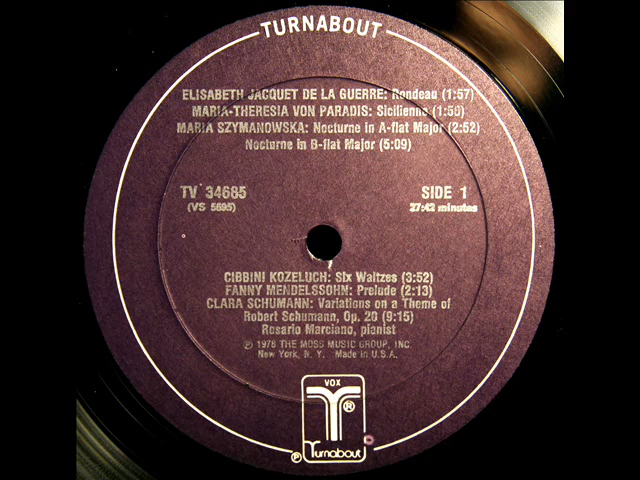 TURNABOUT
ELISABETH JACQUET DE LA GUERRE: Rondeau (1:57)
MARIA-THERESIA VON PARADIS: Sicilienne (1:56)
MARIA SZYMANOWSKA: Nocturne in A-flat Major (2:52)
Nocturne in B-flat Major (5:09)
TV 34685
(VS 5695)
SIDE 1
27:42 minutes
CIBBINI KOZELUCH: Six Waltzes (3:52)
FANNY MENDELSSOHN: Prelude (2:13)
CLARA SCHUMANN: Variations on a Theme of
Robert Schumann, Op. 20 (9:15)
Rosario Marciano, pianist
℗ 1978 THE MOSS MUSIC GROUP, INC.
New York, N. Y. Made in U.S.A.
VOX
T®
℗ Turnabout